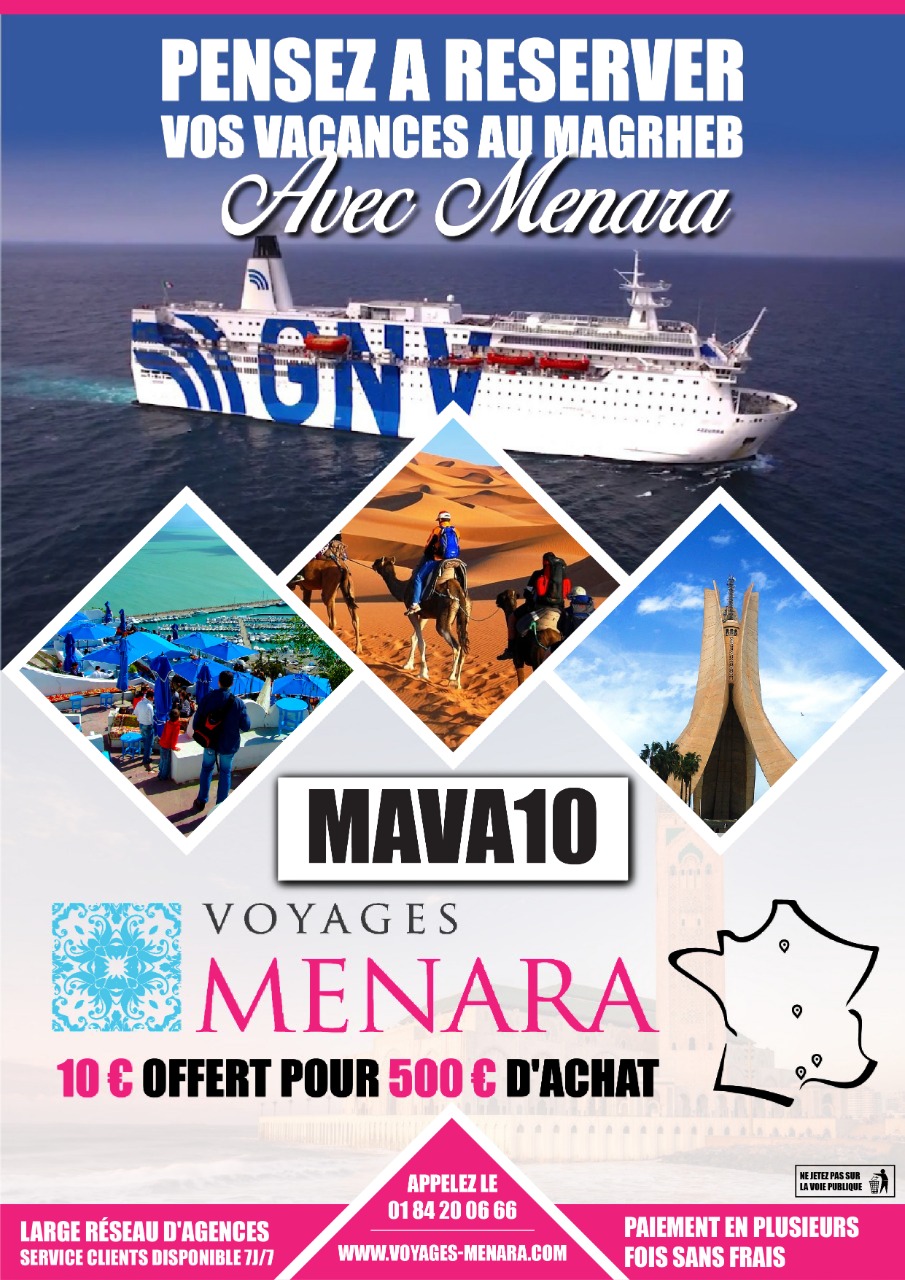 PENSEZ A RESERVER
VOS VACANCES AU MAGRHEB
Avec Menara
GNV
AZZURRA
MAVA10
VOYAGES
MENARA
10 € OFFERT POUR 500 € D'ACHAT
NE JETEZ PAS SUR
LA VOIE PUBLIQUE
APPELEZ LE
01 84 20 06 66
WWW.VOYAGES-MENARA.COM
LARGE RÉSEAU D'AGENCES
SERVICE CLIENTS DISPONIBLE 7J/7
PAIEMENT EN PLUSIEURS
FOIS SANS FRAIS